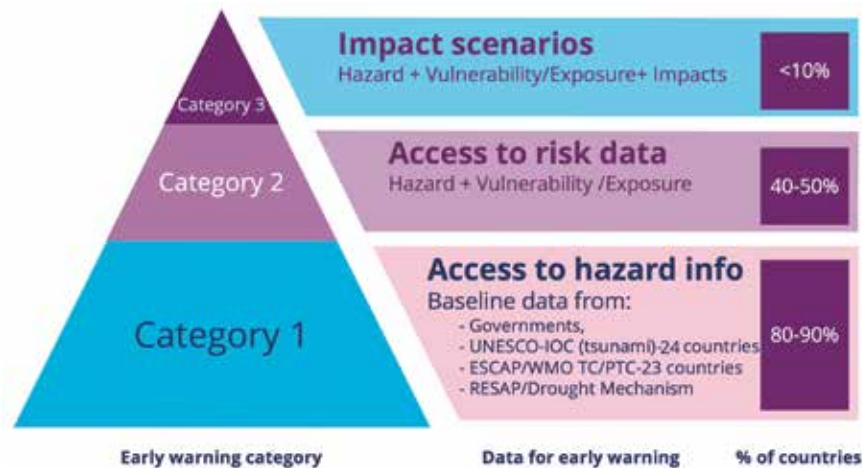 Impact scenarios
Hazard + Vulnerability/Exposure+ Impacts
<10%
Category 3
Access to risk data
Hazard + Vulnerability /Exposure
40-50%
Category 2
Access to hazard info
Baseline data from:
- Governments,
- UNESCO-IOC (tsunami)-24 countries
- ESCAP/WMO TC/PTC-23 countries
- RESAP/Drought Mechanism
80-90%
Category 1
Early warning category
Data for early warning
% of countries